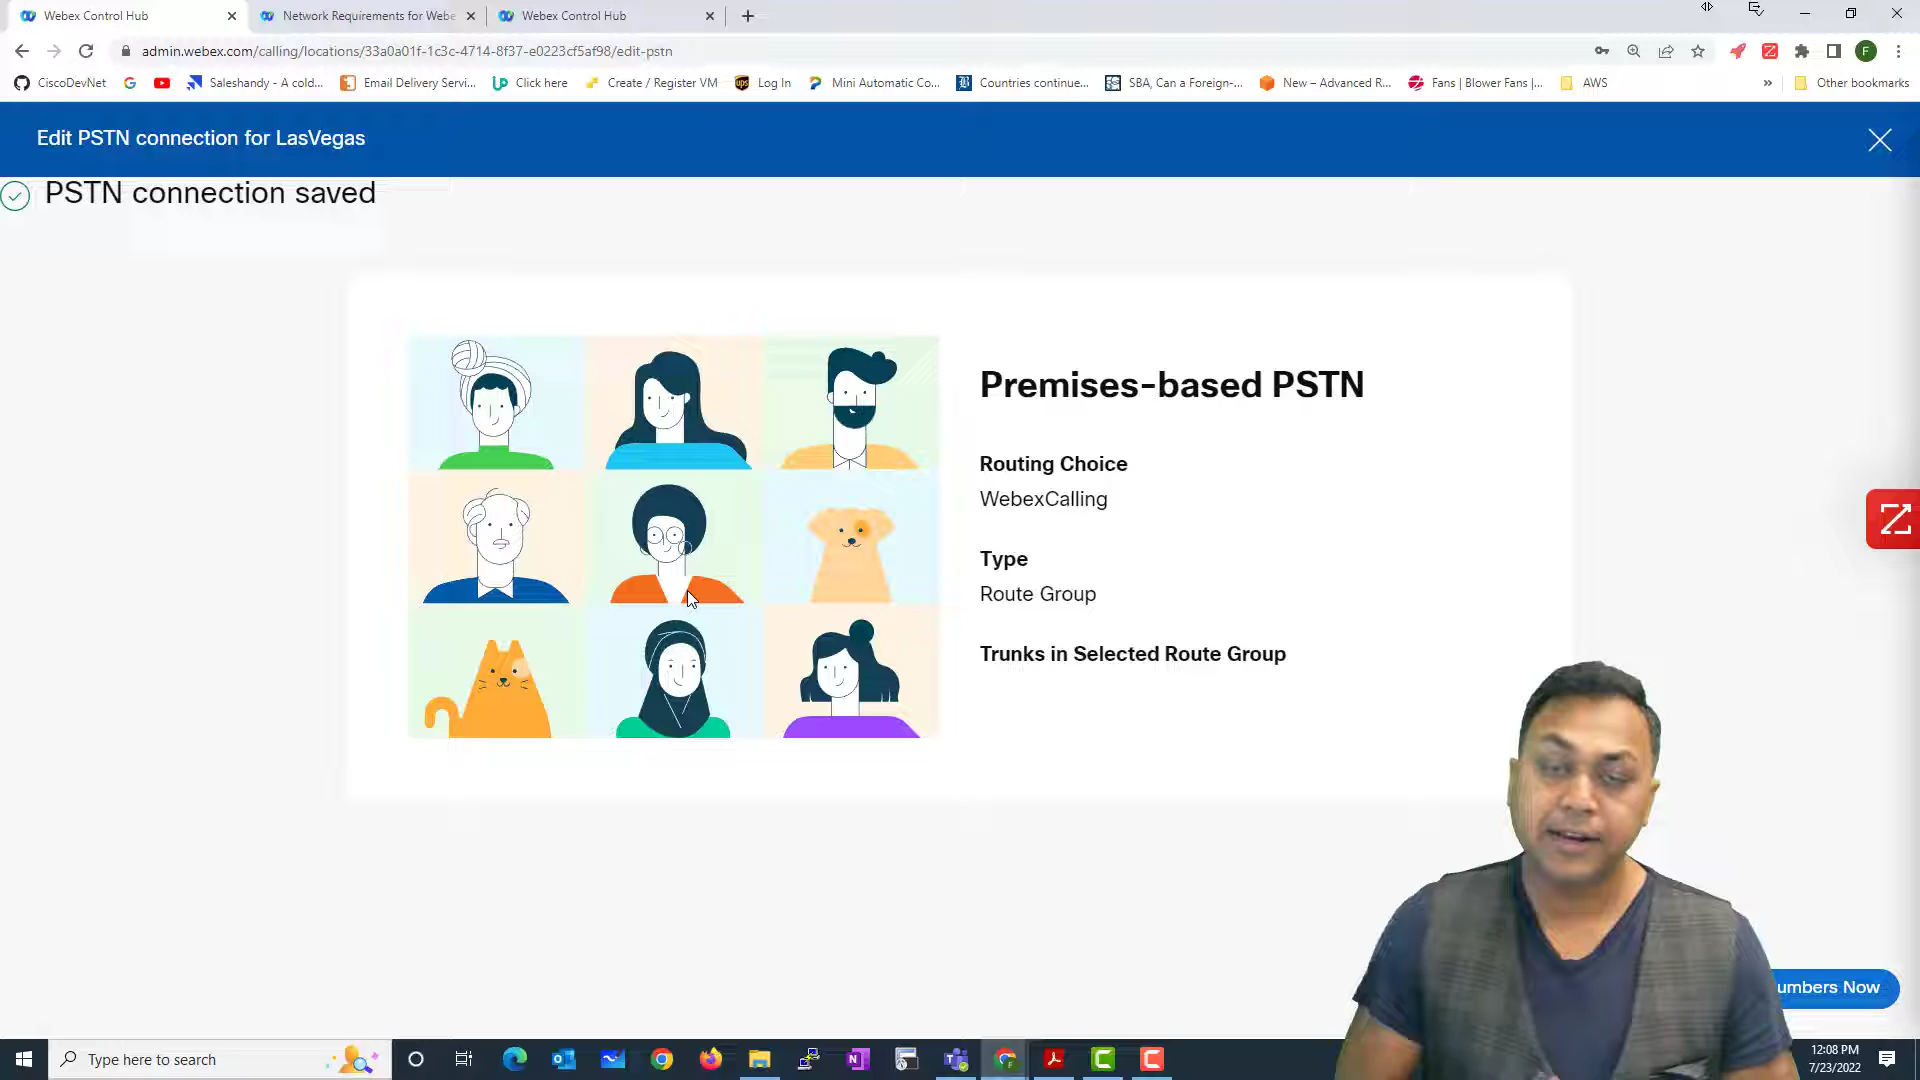 Webex Control Hub
Network Requirements for Webe
Webex Control Hub
admin.webex.com/calling/locations/33a0a01f-1c3c-4714-8f37-e0223cf5af98/edit-pstn
F
CiscoDevNet
Saleshandy - A cold...
Email Delivery Servi...
Click here
Create / Register VM
Log In
Mini Automatic Co...
Countries continue...
SBA, Can a Foreign-...
New – Advanced R...
Fans | Blower Fans |...
AWS
»
Other bookmarks
Edit PSTN connection for LasVegas
PSTN connection saved
Premises-based PSTN
Routing Choice
WebexCalling
Type
Route Group
Trunks in Selected Route Group
umbers Now
Type here to search
12:08 PM
7/23/2022